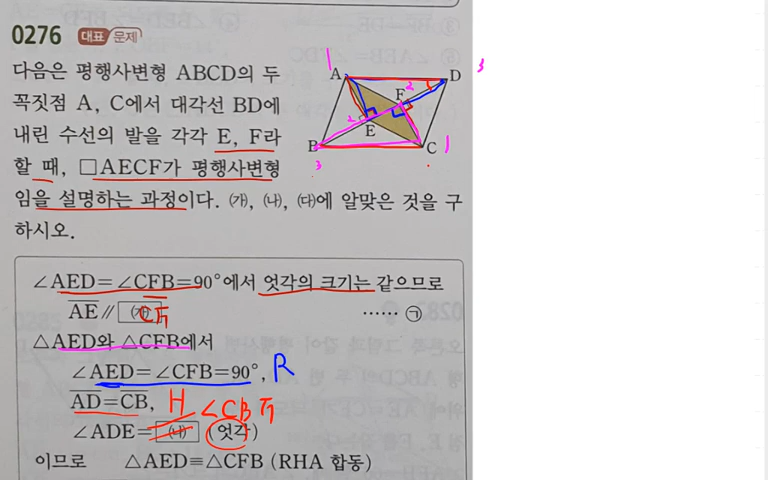 0276 대표 문제
다음은 평행사변형 ABCD의 두
꼭짓점 A, C에서 대각선 BD에
내린 수선의 발을 각각 E, F라
할 때, □AECF가 평행사변형
임을 설명하는 과정이다. ㈎, ㈏, ㈐에 알맞은 것을 구
하시오.
A D F E B C
1 2 2 3 1 3
∠AED=∠CFB=90°에서 엇각의 크기는 같으므로
AE // ㈎ CF …… ㉠
△AED와 △CFB에서
∠AED=∠CFB=90°, R
AD=CB, H ∠CBF
∠ADE= ㈏ (엇각)
이므로 △AED≡△CFB (RHA 합동)